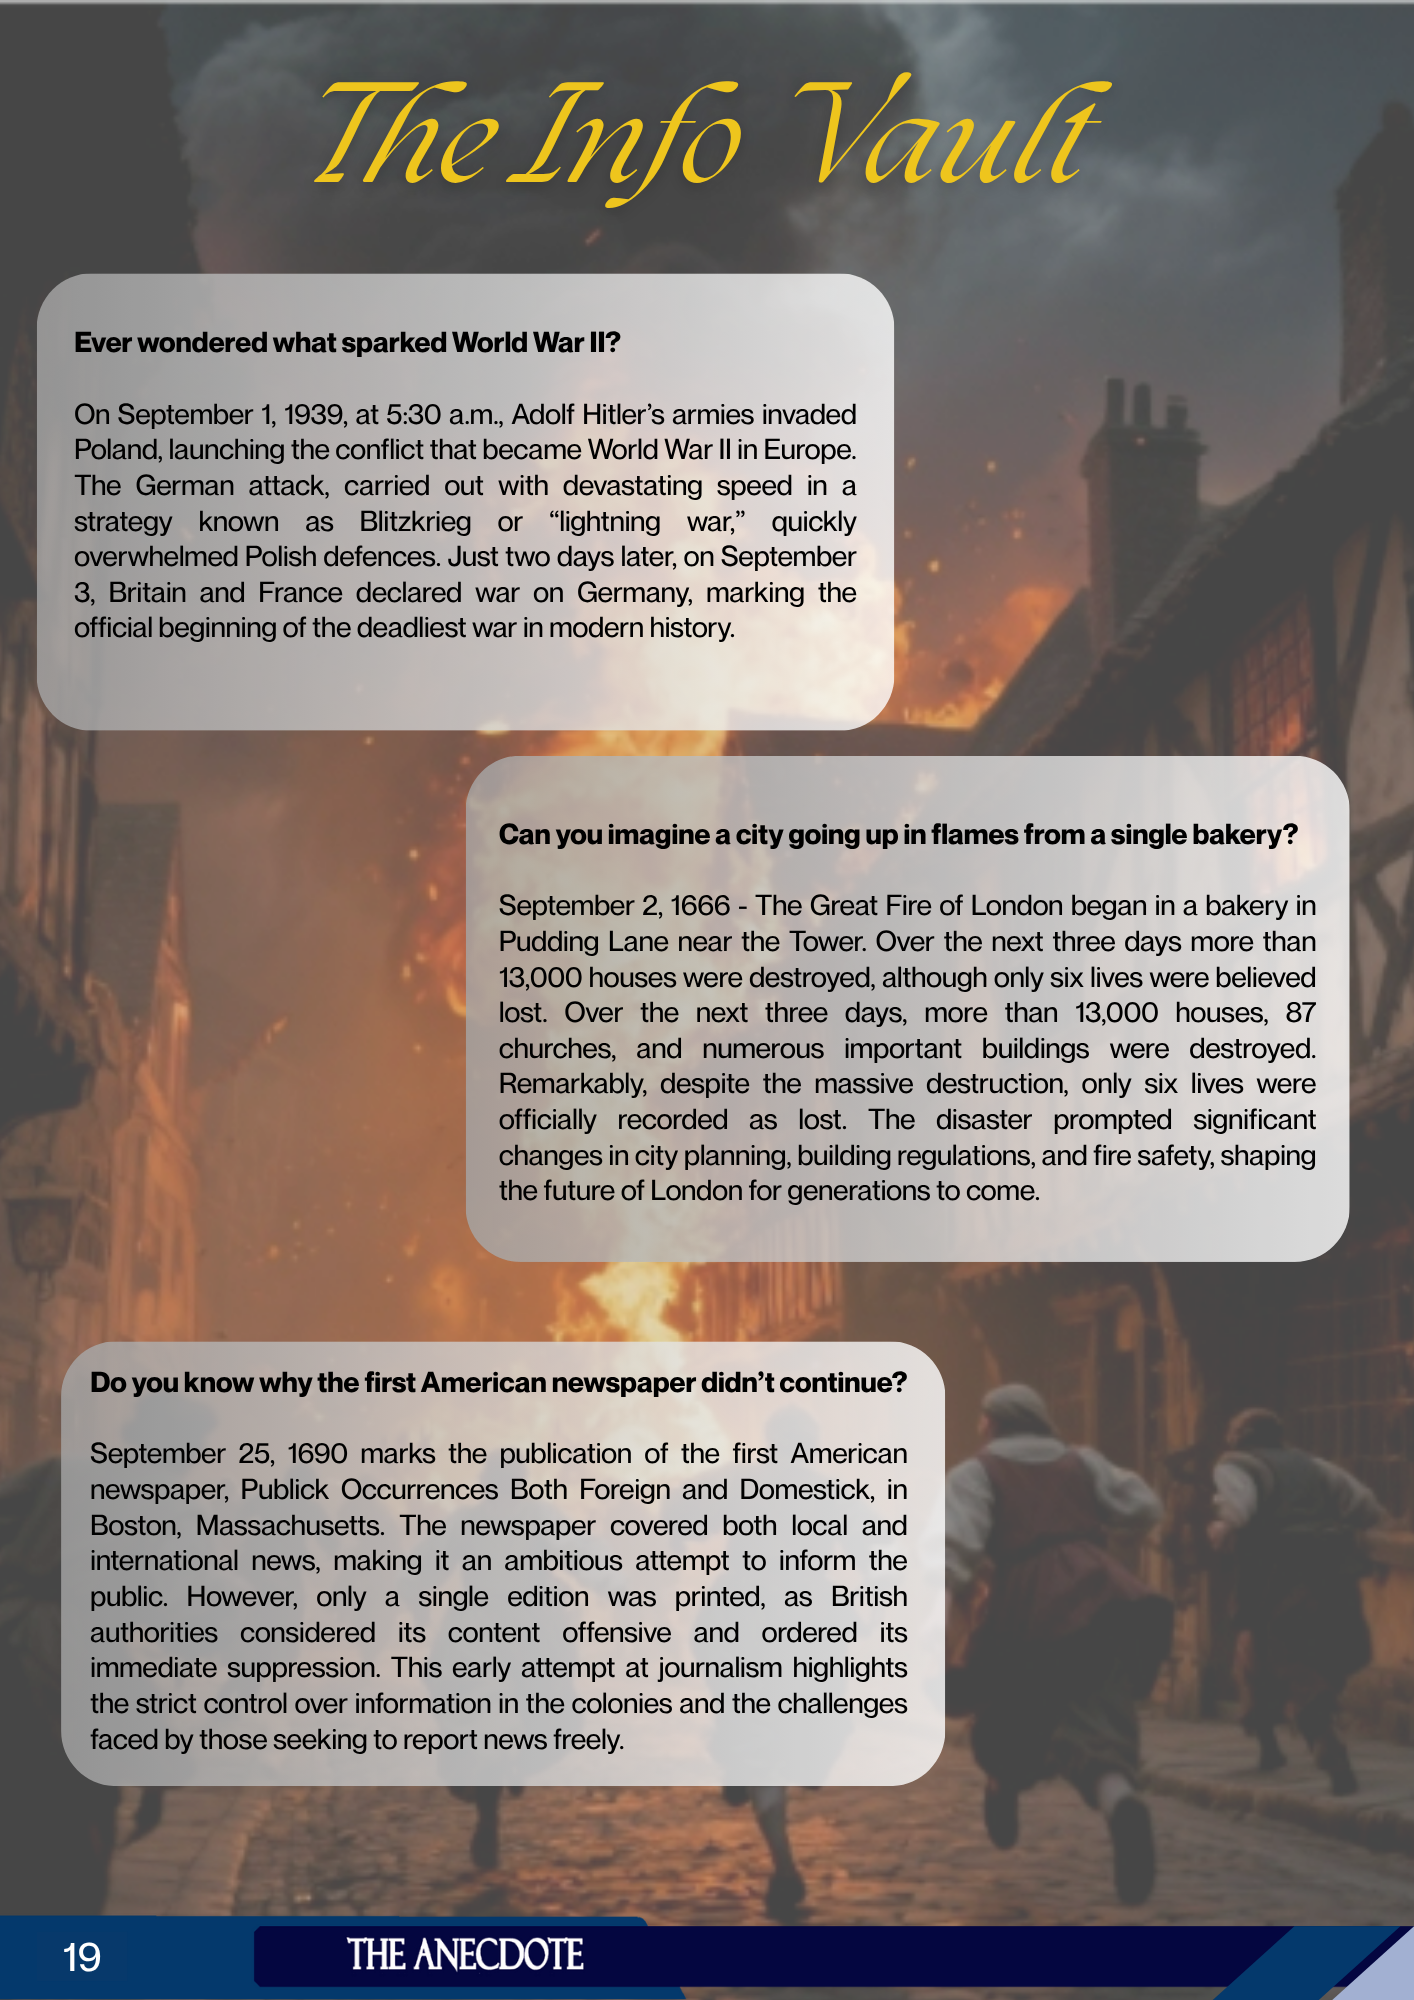 The Info Vault
Ever wondered what sparked World War II?
On September 1, 1939, at 5:30 a.m., Adolf Hitler’s armies invaded
Poland, launching the conflict that became World War II in Europe.
The German attack, carried out with devastating speed in a
strategy known as Blitzkrieg or “lightning war,” quickly
overwhelmed Polish defences. Just two days later, on September
3, Britain and France declared war on Germany, marking the
official beginning of the deadliest war in modern history.
Can you imagine a city going up in flames from a single bakery?
September 2, 1666 - The Great Fire of London began in a bakery in
Pudding Lane near the Tower. Over the next three days more than
13,000 houses were destroyed, although only six lives were believed
lost. Over the next three days, more than 13,000 houses, 87
churches, and numerous important buildings were destroyed.
Remarkably, despite the massive destruction, only six lives were
officially recorded as lost. The disaster prompted significant
changes in city planning, building regulations, and fire safety, shaping
the future of London for generations to come.
Do you know why the first American newspaper didn’t continue?
September 25, 1690 marks the publication of the first American
newspaper, Publick Occurrences Both Foreign and Domestick, in
Boston, Massachusetts. The newspaper covered both local and
international news, making it an ambitious attempt to inform the
public. However, only a single edition was printed, as British
authorities considered its content offensive and ordered its
immediate suppression. This early attempt at journalism highlights
the strict control over information in the colonies and the challenges
faced by those seeking to report news freely.
19
THE ANECDOTE